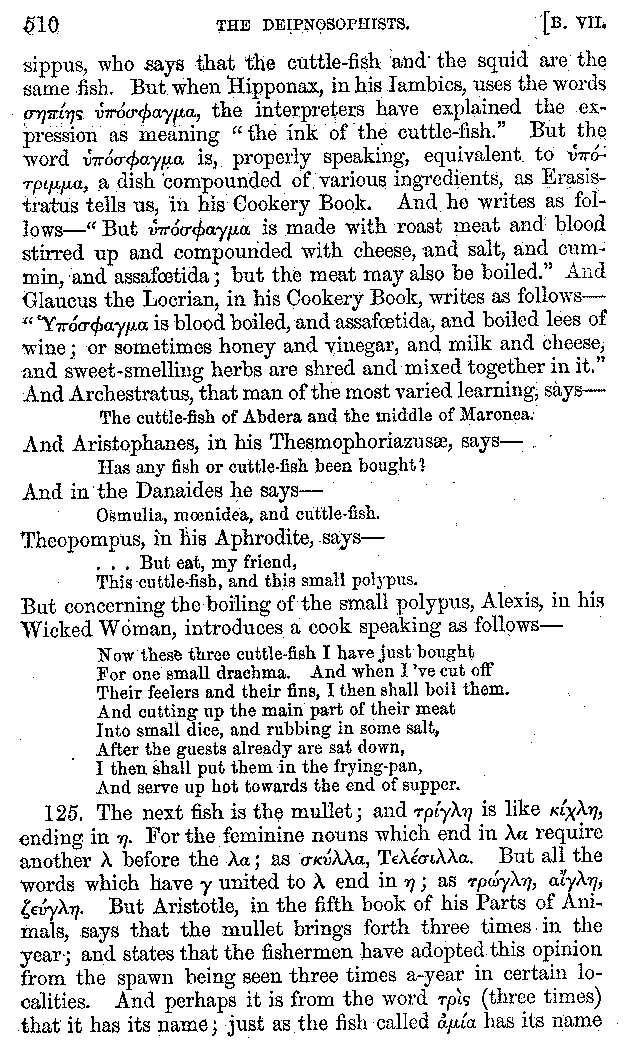 510 THE DEIPNOSOPHISTS. [B. VII.
sippus, who says that the cuttle-fish and the squid are the
same fish. But when Hipponax, in his Iambics, uses the words
σηπίης ὑπόσφαγμα, the interpreters have explained the ex-
pression as meaning “the ink of the cuttle-fish.” But the
word ὑπόσφαγμα is, properly speaking, equivalent to ὑπό-
τριμμα, a dish compounded of various ingredients, as Erasis-
tratus tells us, in his Cookery Book. And he writes as fol-
lows—“But ὑπόσφαγμα is made with roast meat and blood
stirred up and compounded with cheese, and salt, and cum-
min, and assafœtida; but the meat may also be boiled.” And
Glaucus the Locrian, in his Cookery Book, writes as follows—
“Ὑπόσφαγμα is blood boiled, and assafœtida, and boiled lees of
wine; or sometimes honey and vinegar, and milk and cheese,
and sweet-smelling herbs are shred and mixed together in it.”
And Archestratus, that man of the most varied learning, says—
The cuttle-fish of Abdera and the middle of Maronea.
And Aristophanes, in his Thesmophoriazusæ, says—
Has any fish or cuttle-fish been bought?
And in the Danaides he says—
Osmulia, mœnidea, and cuttle-fish.
Theopompus, in his Aphrodite, says—
. . . But eat, my friend,
This cuttle-fish, and this small polypus.
But concerning the boiling of the small polypus, Alexis, in his
Wicked Woman, introduces a cook speaking as follows—
Now these three cuttle-fish I have just bought
For one small drachma. And when I 've cut off
Their feelers and their fins, I then shall boil them.
And cutting up the main part of their meat
Into small dice, and rubbing in some salt,
After the guests already are sat down,
I then shall put them in the frying-pan,
And serve up hot towards the end of supper.
125. The next fish is the mullet; and τρίγλη is like κίχλη,
ending in η. For the feminine nouns which end in λα require
another λ before the λα; as σκύλλα, Τελέσιλλα. But all the
words which have γ united to λ end in η; as τρώγλη, αἴγλη,
ζεύγλη. But Aristotle, in the fifth book of his Parts of Ani-
mals, says that the mullet brings forth three times in the
year; and states that the fishermen have adopted this opinion
from the spawn being seen three times a-year in certain lo-
calities. And perhaps it is from the word τρὶς (three times)
that it has its name; just as the fish called ἀμία has its name